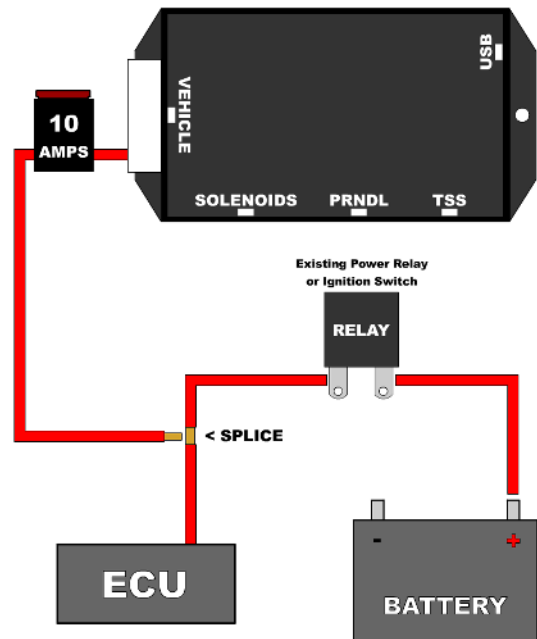 USB
VEHICLE
10
AMPS
SOLENOIDS
PRNDL
TSS
Existing Power Relay
or Ignition Switch
RELAY
< SPLICE
ECU
- +
BATTERY